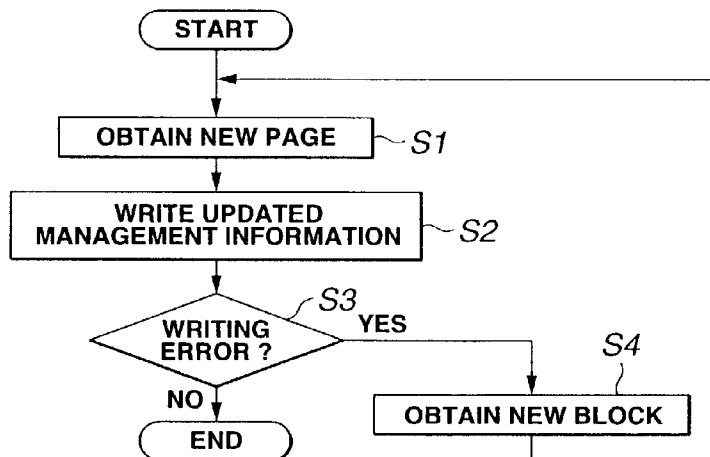 START
OBTAIN NEW PAGE
S1
WRITE UPDATED
MANAGEMENT INFORMATION
S2
S3
WRITING
ERROR ?
YES
S4
NO
OBTAIN NEW BLOCK
END